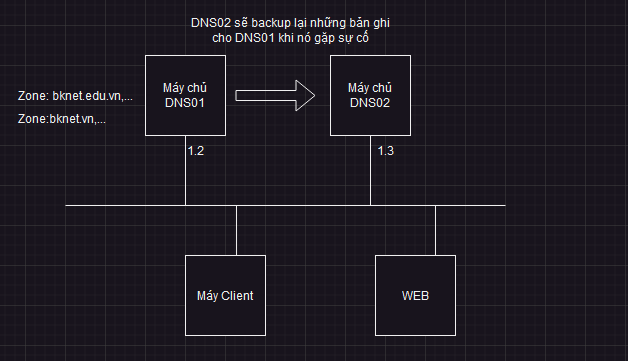 DNS02 sẽ backup lại những bản ghi
cho DNS01 khi nó gặp sự cố
Máy chủ
DNS01
Máy chủ
DNS02
Zone: bknet.edu.vn,...
Zone:bknet.vn,...
1.2
1.3
Máy Client
WEB